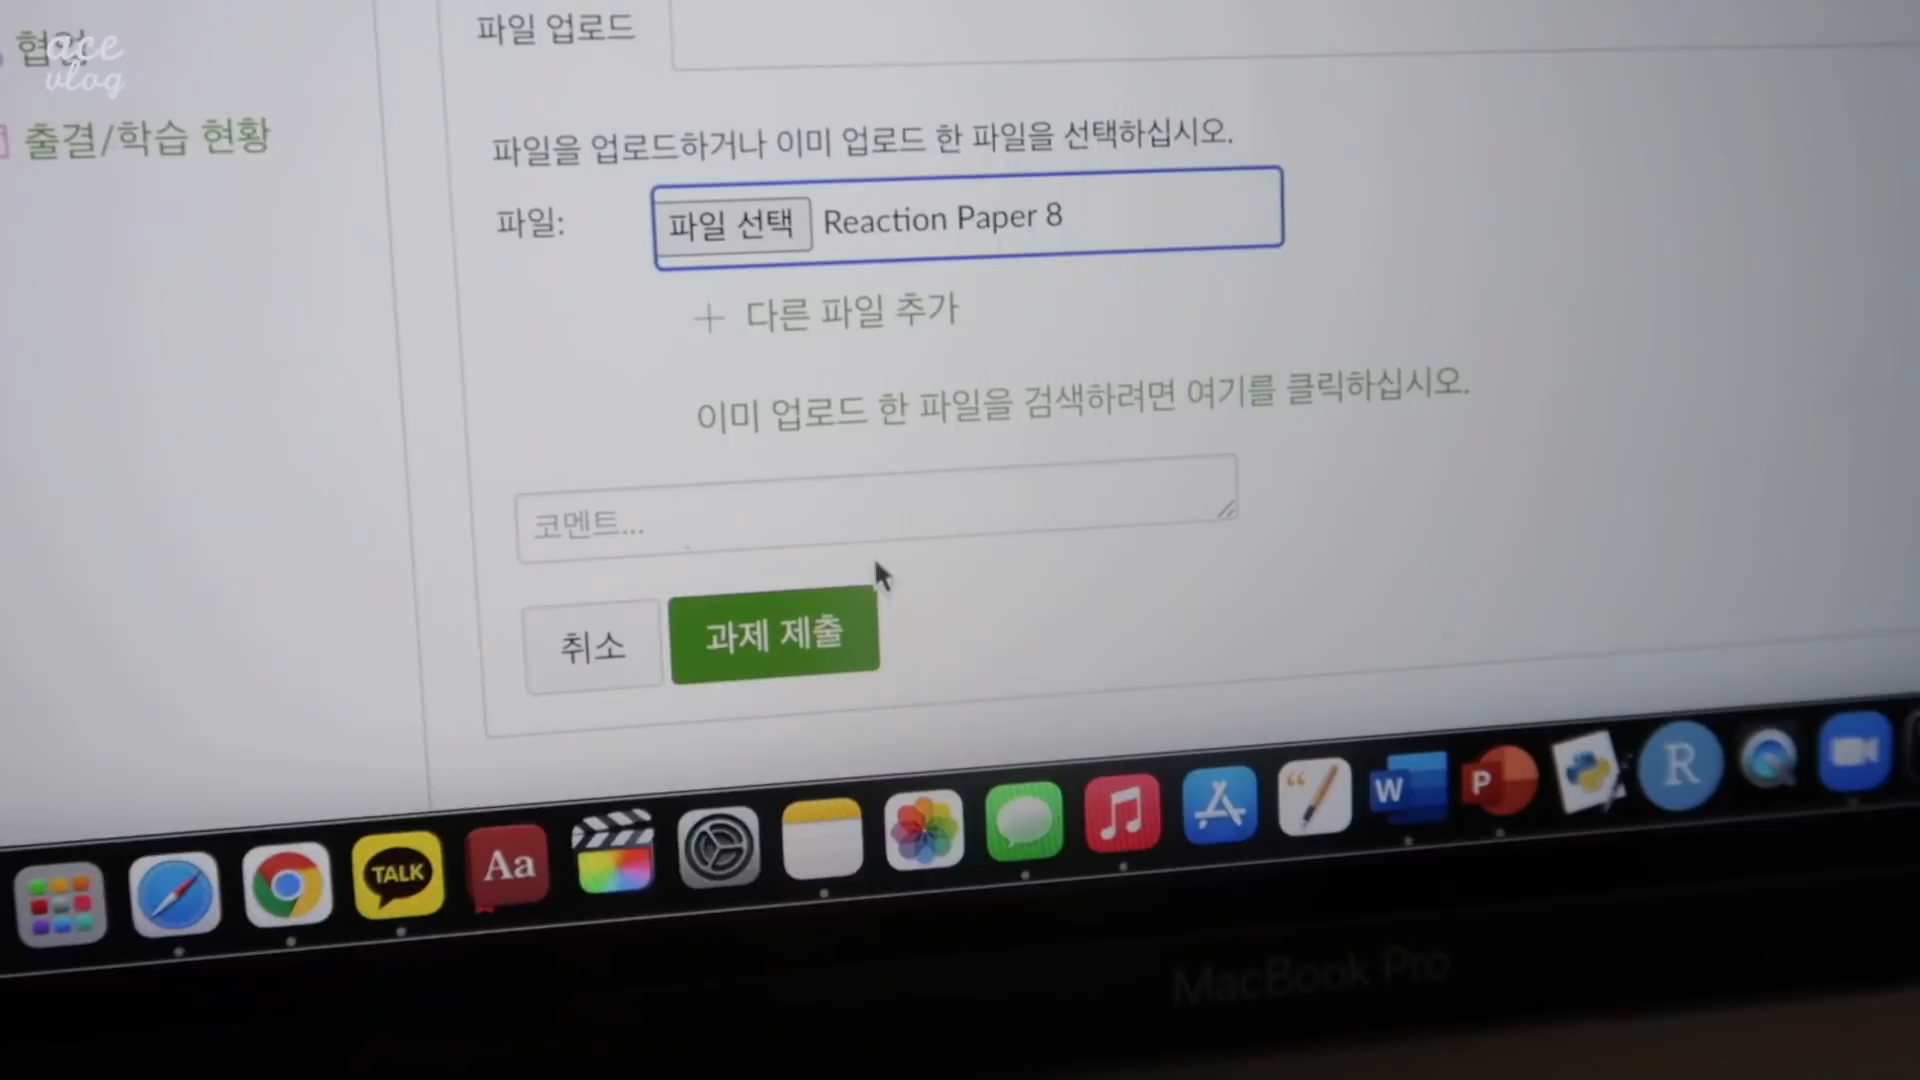 ace
vlog
협업
출결/학습 현황
파일 업로드
파일을 업로드하거나 이미 업로드 한 파일을 선택하십시오.
파일: 파일 선택 Reaction Paper 8
+ 다른 파일 추가
이미 업로드 한 파일을 검색하려면 여기를 클릭하십시오.
코멘트...
취소 과제 제출
TALK Aa W P R
MacBook Pro